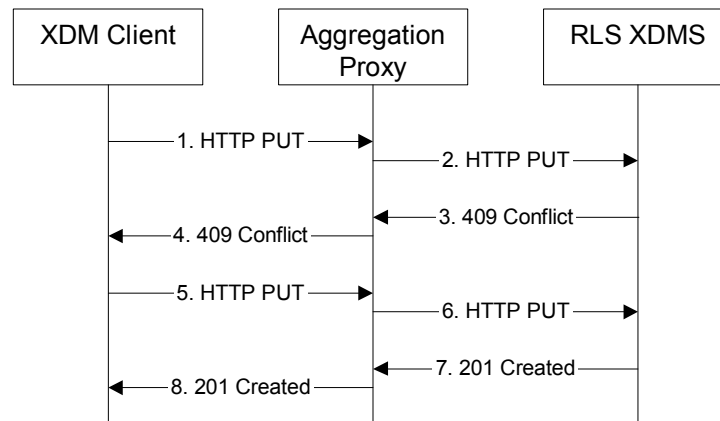 XDM Client
Aggregation
Proxy
RLS XDMS
1. HTTP PUT
2. HTTP PUT
3. 409 Conflict
4. 409 Conflict
5. HTTP PUT
6. HTTP PUT
7. 201 Created
8. 201 Created